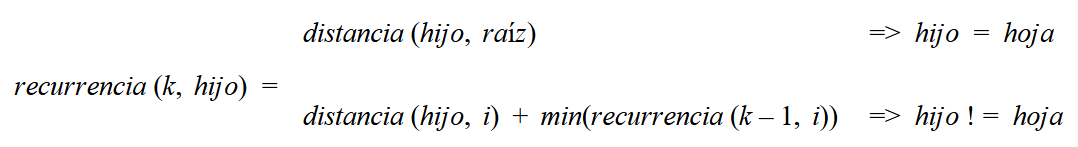 distancia (hijo, raíz) => hijo = hoja
recurrencia (k, hijo) =
distancia (hijo, i) + min(recurrencia (k – 1, i)) => hijo ! = hoja